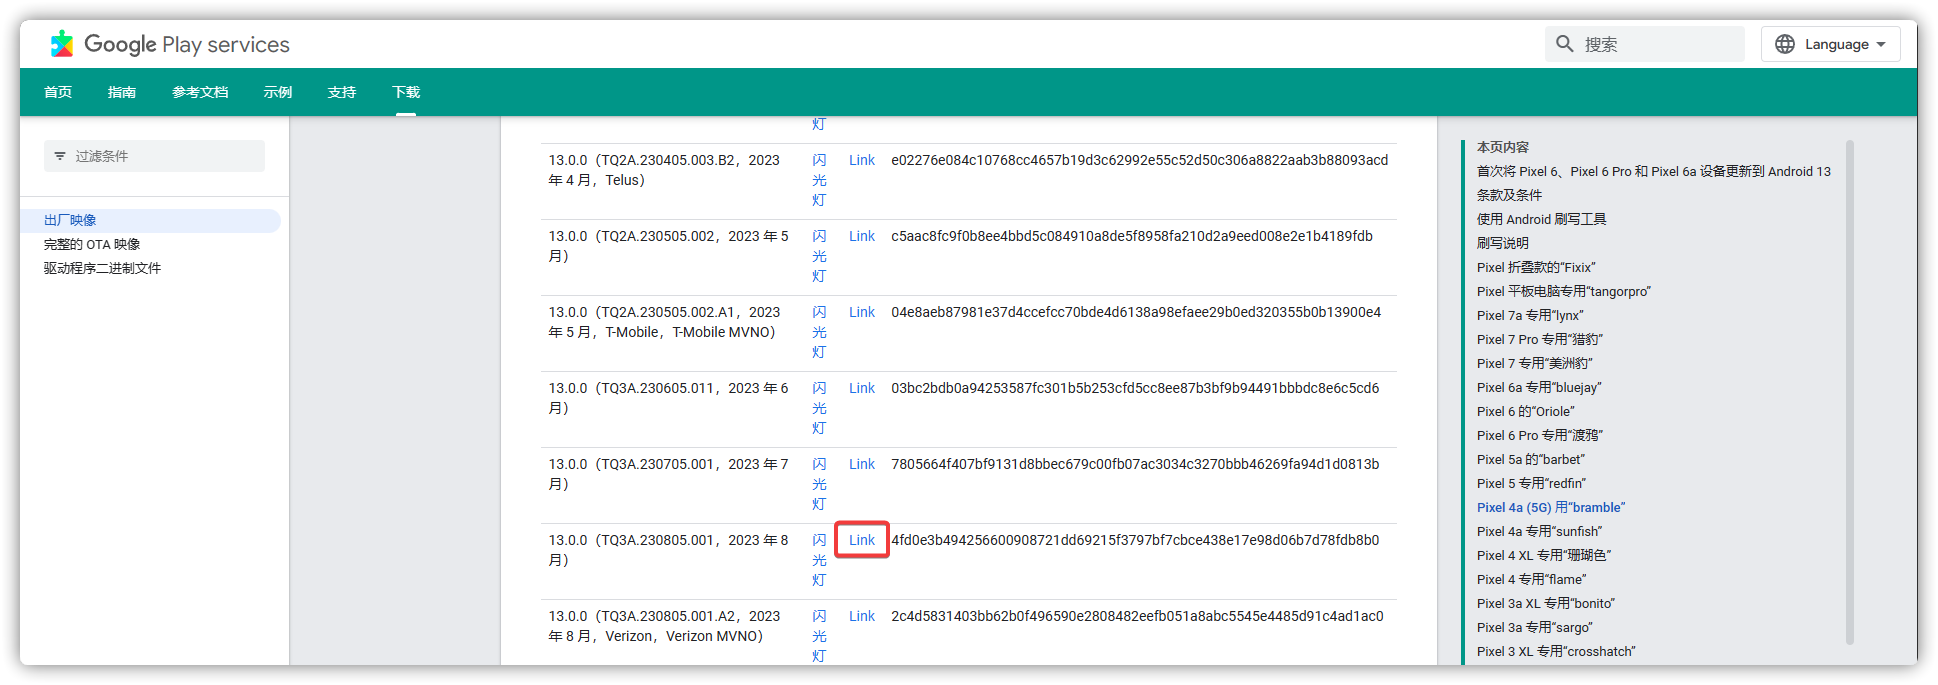 Google Play services
搜索
Language
首页 指南 参考文档 示例 支持 下载
过滤条件
出厂映像
完整的 OTA 映像
驱动程序二进制文件
灯
13.0.0（TQ2A.230405.003.B2，2023 闪 Link e02276e084c10768cc4657b19d3c62992e55c52d50c306a8822aab3b88093acd
年 4 月，Telus） 光
灯
13.0.0（TQ2A.230505.002，2023 年 5 闪 Link c5aac8fc9f0b8ee4bbd5c084910a8de5f8958fa210d2a9eed008e2e1b4189fdb
月） 光
灯
13.0.0（TQ2A.230505.002.A1，2023 闪 Link 04e8aeb87981e37d4ccefcc70bde4d6138a98efaee29b0ed320355b0b13900e4
年 5 月，T-Mobile，T-Mobile MVNO） 光
灯
13.0.0（TQ3A.230605.011，2023 年 6 闪 Link 03bc2bdb0a94253587fc301b5b253cfd5cc8ee87b3bf9b94491bbbdc8e6c5cd6
月） 光
灯
13.0.0（TQ3A.230705.001，2023 年 7 闪 Link 7805664f407bf9131d8bbec679c00fb07ac3034c3270bbb46269fa94d1d0813b
月） 光
灯
13.0.0（TQ3A.230805.001，2023 年 8 闪 Link 4fd0e3b494256600908721dd69215f3797bf7cbce438e17e98d06b7d78fdb8b0
月） 光
灯
13.0.0（TQ3A.230805.001.A2，2023 闪 Link 2c4d5831403bb62b0f496590e2808482eefb051a8abc5545e4485d91c4ad1ac0
年 8 月，Verizon，Verizon MVNO） 光
灯
本页内容
首次将 Pixel 6、Pixel 6 Pro 和 Pixel 6a 设备更新到 Android 13
条款及条件
使用 Android 刷写工具
刷写说明
Pixel 折叠款的“Fixix”
Pixel 平板电脑专用“tangorpro”
Pixel 7a 专用“lynx”
Pixel 7 Pro 专用“猎豹”
Pixel 7 专用“美洲豹”
Pixel 6a 专用“bluejay”
Pixel 6 的“Oriole”
Pixel 6 Pro 专用“渡鸦”
Pixel 5a 的“barbet”
Pixel 5 专用“redfin”
Pixel 4a (5G) 用“bramble”
Pixel 4a 专用“sunfish”
Pixel 4 XL 专用“珊瑚色”
Pixel 4 专用“flame”
Pixel 3a XL 专用“bonito”
Pixel 3a 专用“sargo”
Pixel 3 XL 专用“crosshatch”